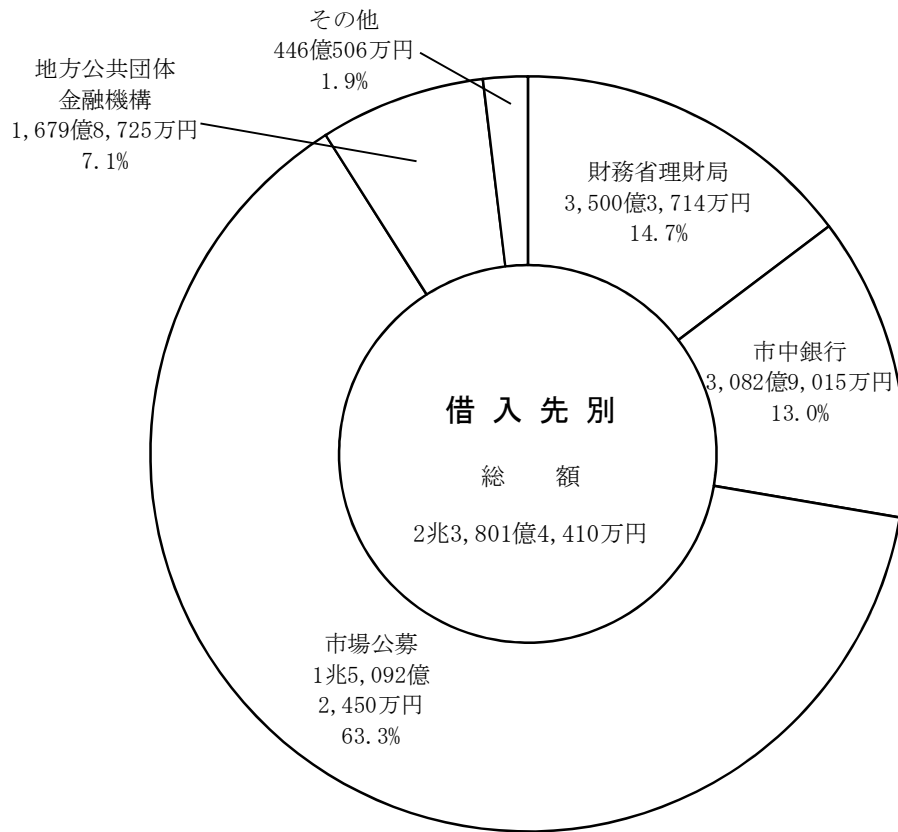 その他
446億506万円
1.9%
地方公共団体
金融機構
1,679億8,725万円
7.1%
財務省理財局
3,500億3,714万円
14.7%
市中銀行
3,082億9,015万円
13.0%
借入先別
総　額
2兆3,801億4,410万円
市場公募
1兆5,092億
2,450万円
63.3%